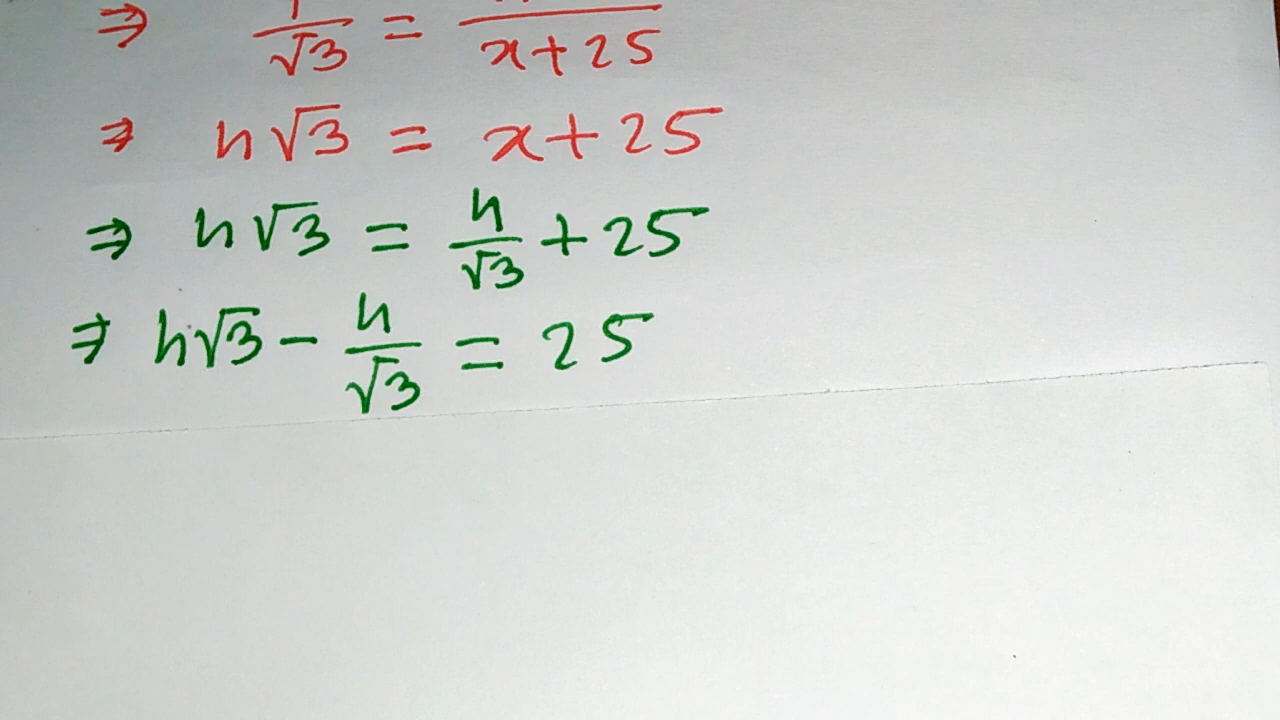 ⇒ 1/√3 = h/x+25
⇒ h√3 = x+25
⇒ h√3 = h/√3 + 25
⇒ h√3 - h/√3 = 25